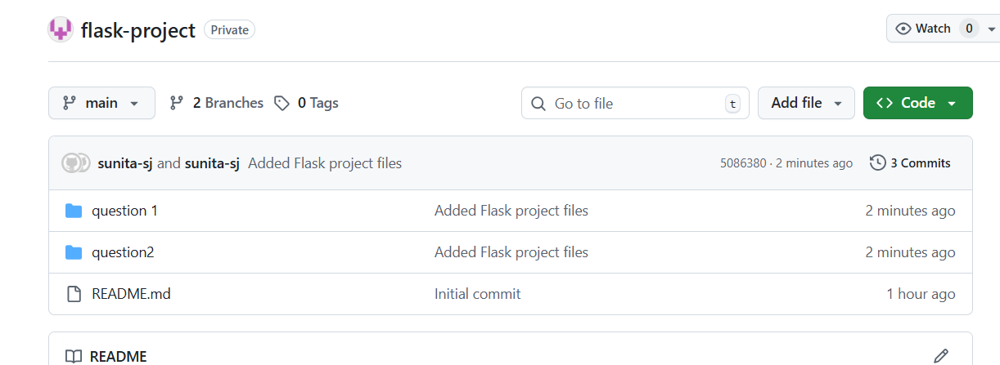 flask-project Private Watch 0
main 2 Branches 0 Tags Go to file t Add file Code
sunita-sj and sunita-sj Added Flask project files 5086380 · 2 minutes ago 3 Commits
question 1 Added Flask project files 2 minutes ago
question2 Added Flask project files 2 minutes ago
README.md Initial commit 1 hour ago
README